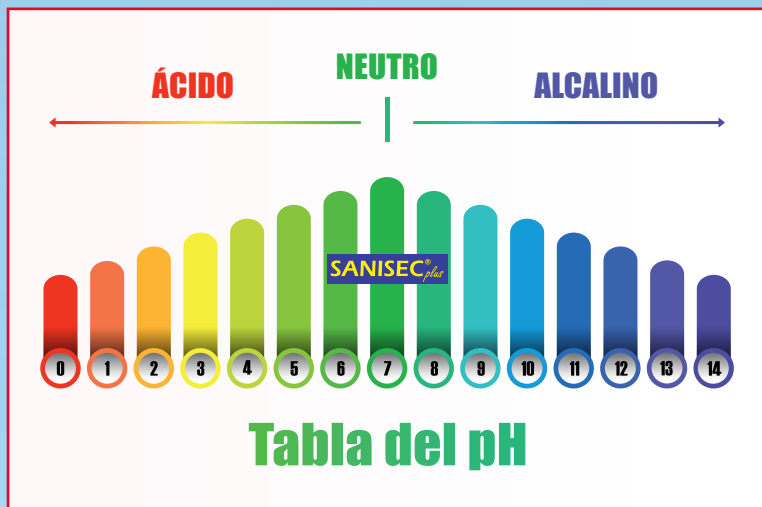 NEUTRO
ÁCIDO
ALCALINO
SANISEC® plus
0 1 2 3 4 5 6 7 8 9 10 11 12 13 14
Tabla del pH